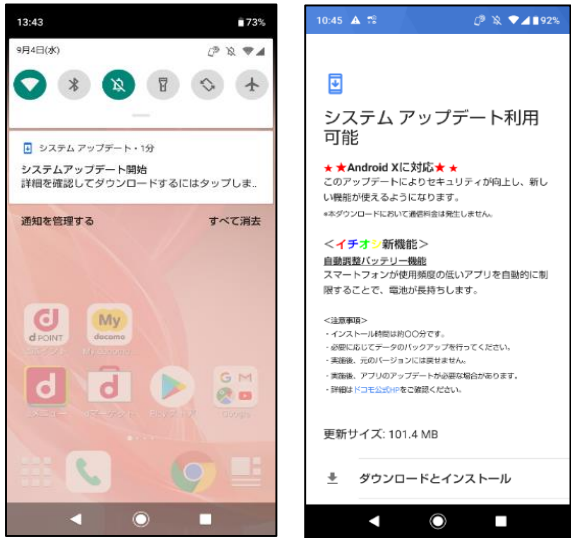 13:43
73%
9月4日(水)
システム アップデート・1分
システムアップデート開始
詳細を確認してダウンロードするにはタップしま..
通知を管理する
すべて消去
d POINT
My
docomo
d
d
G M
Google
10:45
92%
システム アップデート利用
可能
★ ★Android Xに対応★ ★
このアップデートによりセキュリティが向上し、新し
い機能が使えるようになります。
*本ダウンロードにおいて通信料金は発生しません。
＜イチオシ新機能＞
自動調整バッテリー機能
スマートフォンが使用頻度の低いアプリを自動的に制
限することで、電池が長持ちします。
<注意事項>
・インストール時間は約〇〇分です。
・必要に応じてデータのバックアップを行ってください。
・実施後、元のバージョンには戻せません。
・実施後、アプリのアップデートが必要な場合があります。
・詳細はドコモ公式HPをご確認ください。
更新サイズ: 101.4 MB
ダウンロードとインストール